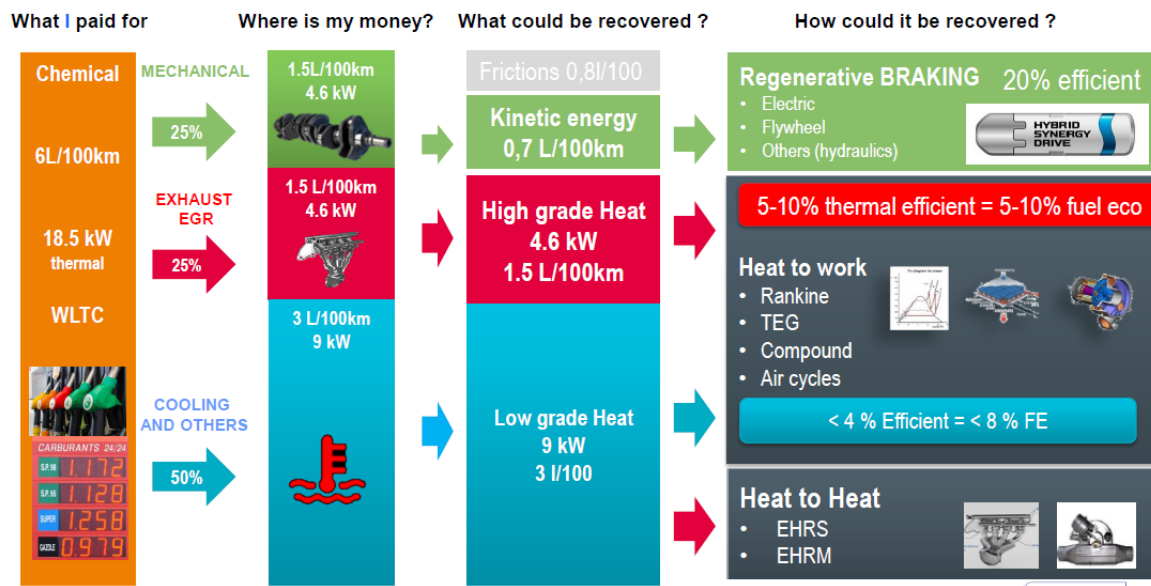 What I paid for
Where is my money?
What could be recovered ?
How could it be recovered ?
Chemical
6L/100km
18.5 kW
thermal
WLTC
CARBURANTS 24/24
S.P. 98 1.172
S.P. 95 1.128
SUPER 1.258
GAZOLE 0.979
MECHANICAL
25%
EXHAUST
EGR
25%
COOLING
AND OTHERS
50%
1.5L/100km
4.6 kW
1.5 L/100km
4.6 kW
3 L/100km
9 kW
Frictions 0,8l/100
Kinetic energy
0,7 L/100km
High grade Heat
4.6 kW
1.5 L/100km
Low grade Heat
9 kW
3 l/100
Regenerative BRAKING 20% efficient
• Electric
• Flywheel
• Others (hydraulics)
HYBRID
SYNERGY
DRIVE
5-10% thermal efficient = 5-10% fuel eco
Heat to work
• Rankine
• TEG
• Compound
• Air cycles
< 4 % Efficient = < 8 % FE
Heat to Heat
• EHRS
• EHRM